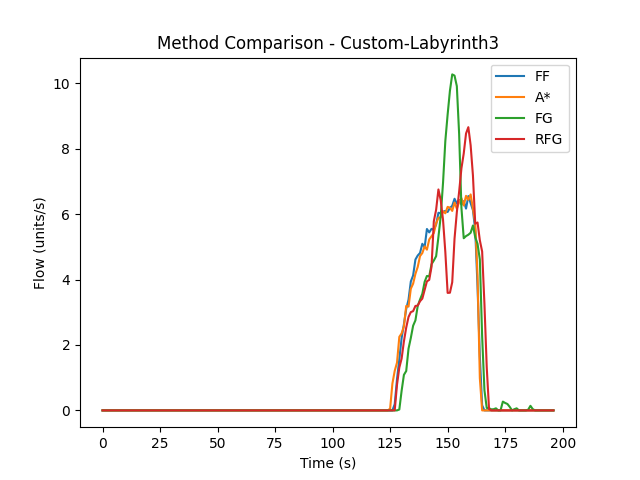 Method Comparison - Custom-Labyrinth3
FF
A*
FG
RFG
10
8
6
4
2
0
Flow (units/s)
0 25 50 75 100 125 150 175 200
Time (s)